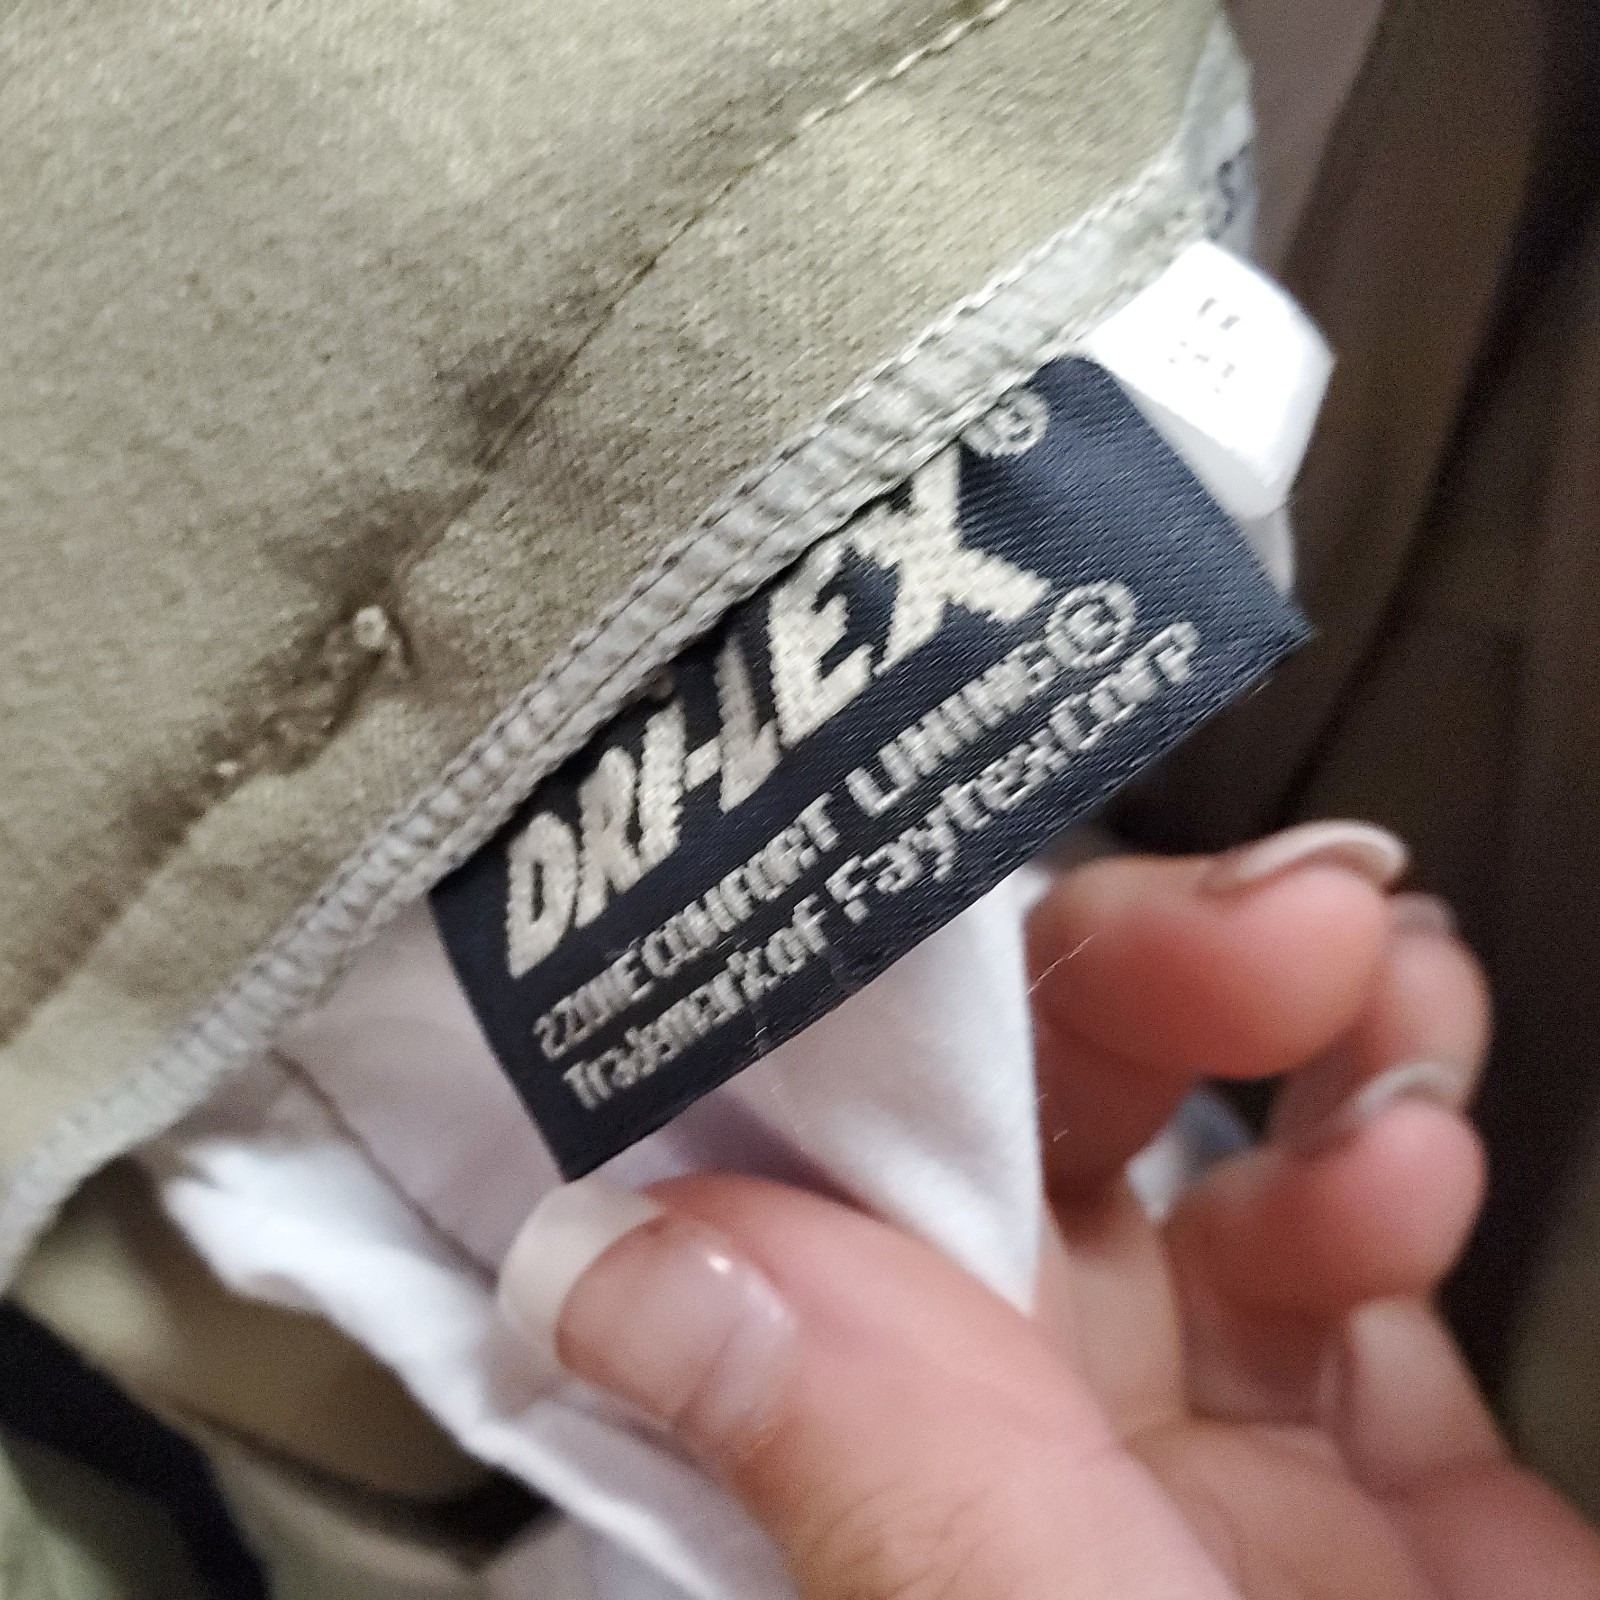 DRI-LEX®
2 ZONE COMFORT LINING®
Trademark of Faytex Corp